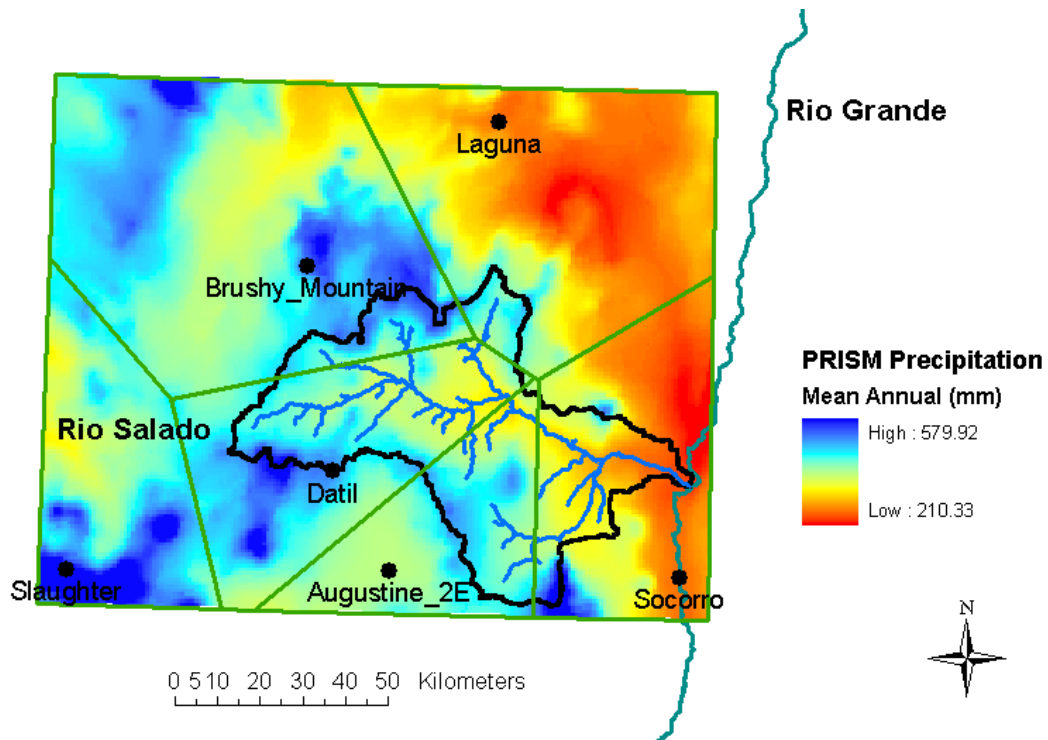 Rio Grande
Laguna
Brushy_Mountain
PRISM Precipitation
Mean Annual (mm)
High : 579.92
Low : 210.33
Rio Salado
Datil
Slaughter
Augustine_2E
Socorro
N
0 5 10 20 30 40 50 Kilometers